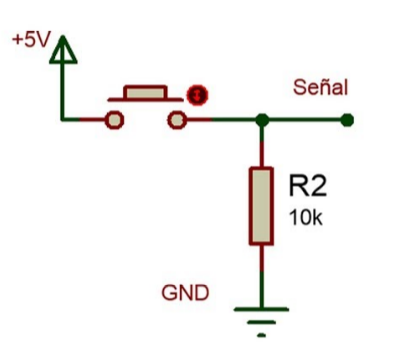 +5V
Señal
R2
10k
GND